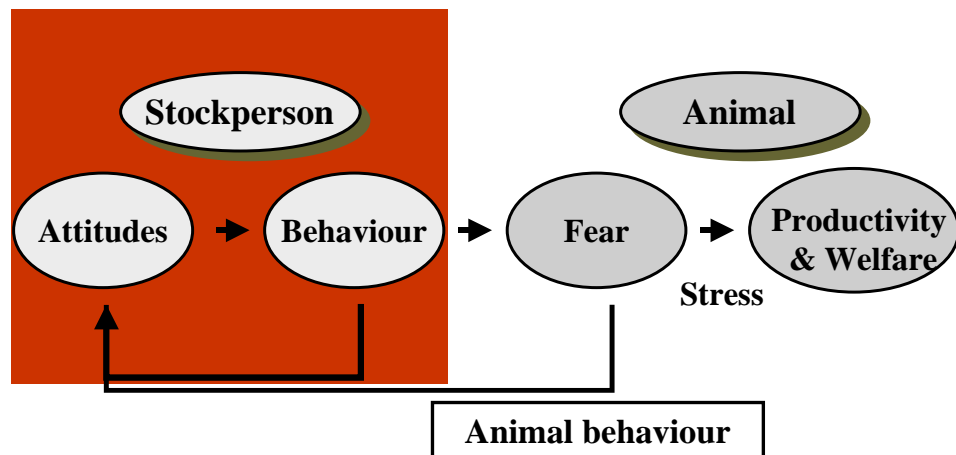 Stockperson
Animal
Attitudes
Behaviour
Fear
Productivity
& Welfare
Stress
Animal behaviour